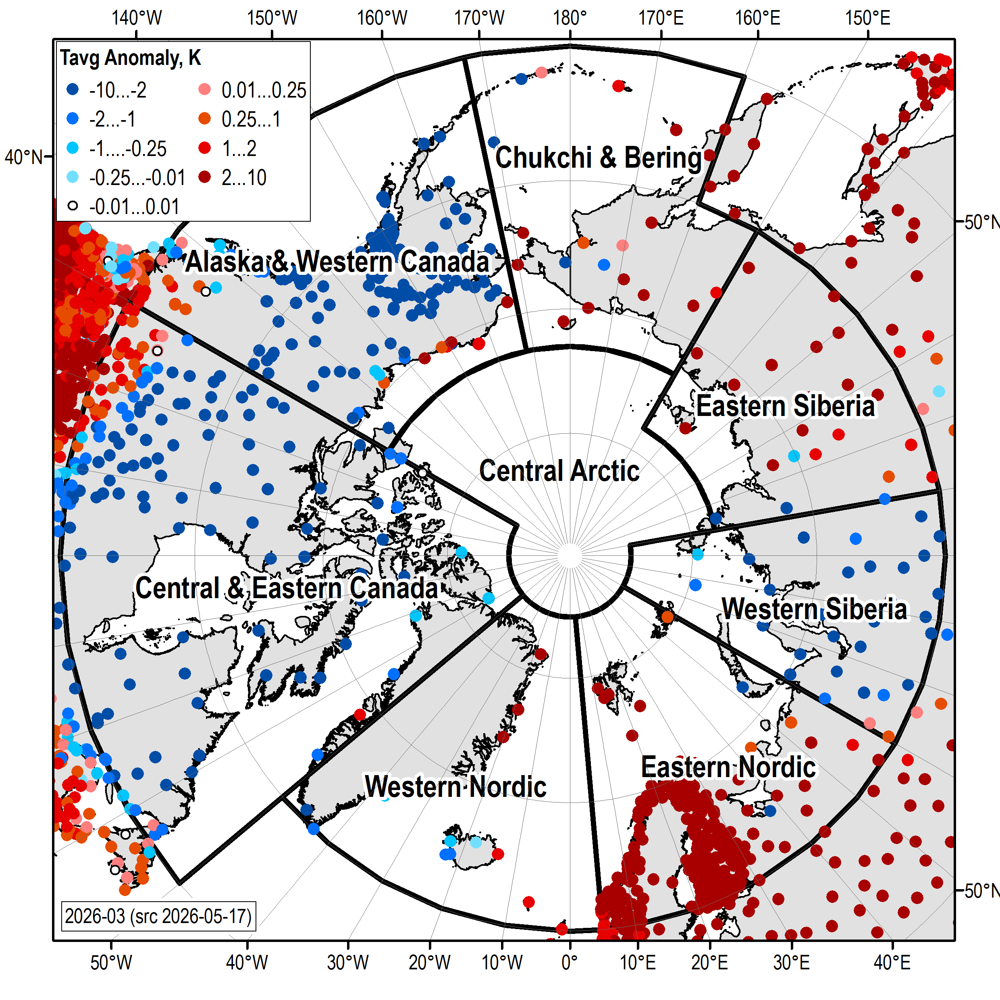 140°W 150°W 160°W 170°W 180° 170°E 160°E 150°E
Tavg Anomaly, K
-10...-2 0.01...0.25
-2...-1 0.25...1
-1....-0.25 1...2
-0.25...-0.01 2...10
-0.01...0.01
40°N
50°N
Chukchi & Bering
Alaska & Western Canada
Eastern Siberia
Central Arctic
Central & Eastern Canada
Western Siberia
Eastern Nordic
Western Nordic
50°N
2026-03 (src 2026-05-17)
50°W 40°W 30°W 20°W 10°W 0° 10°E 20°E 30°E 40°E